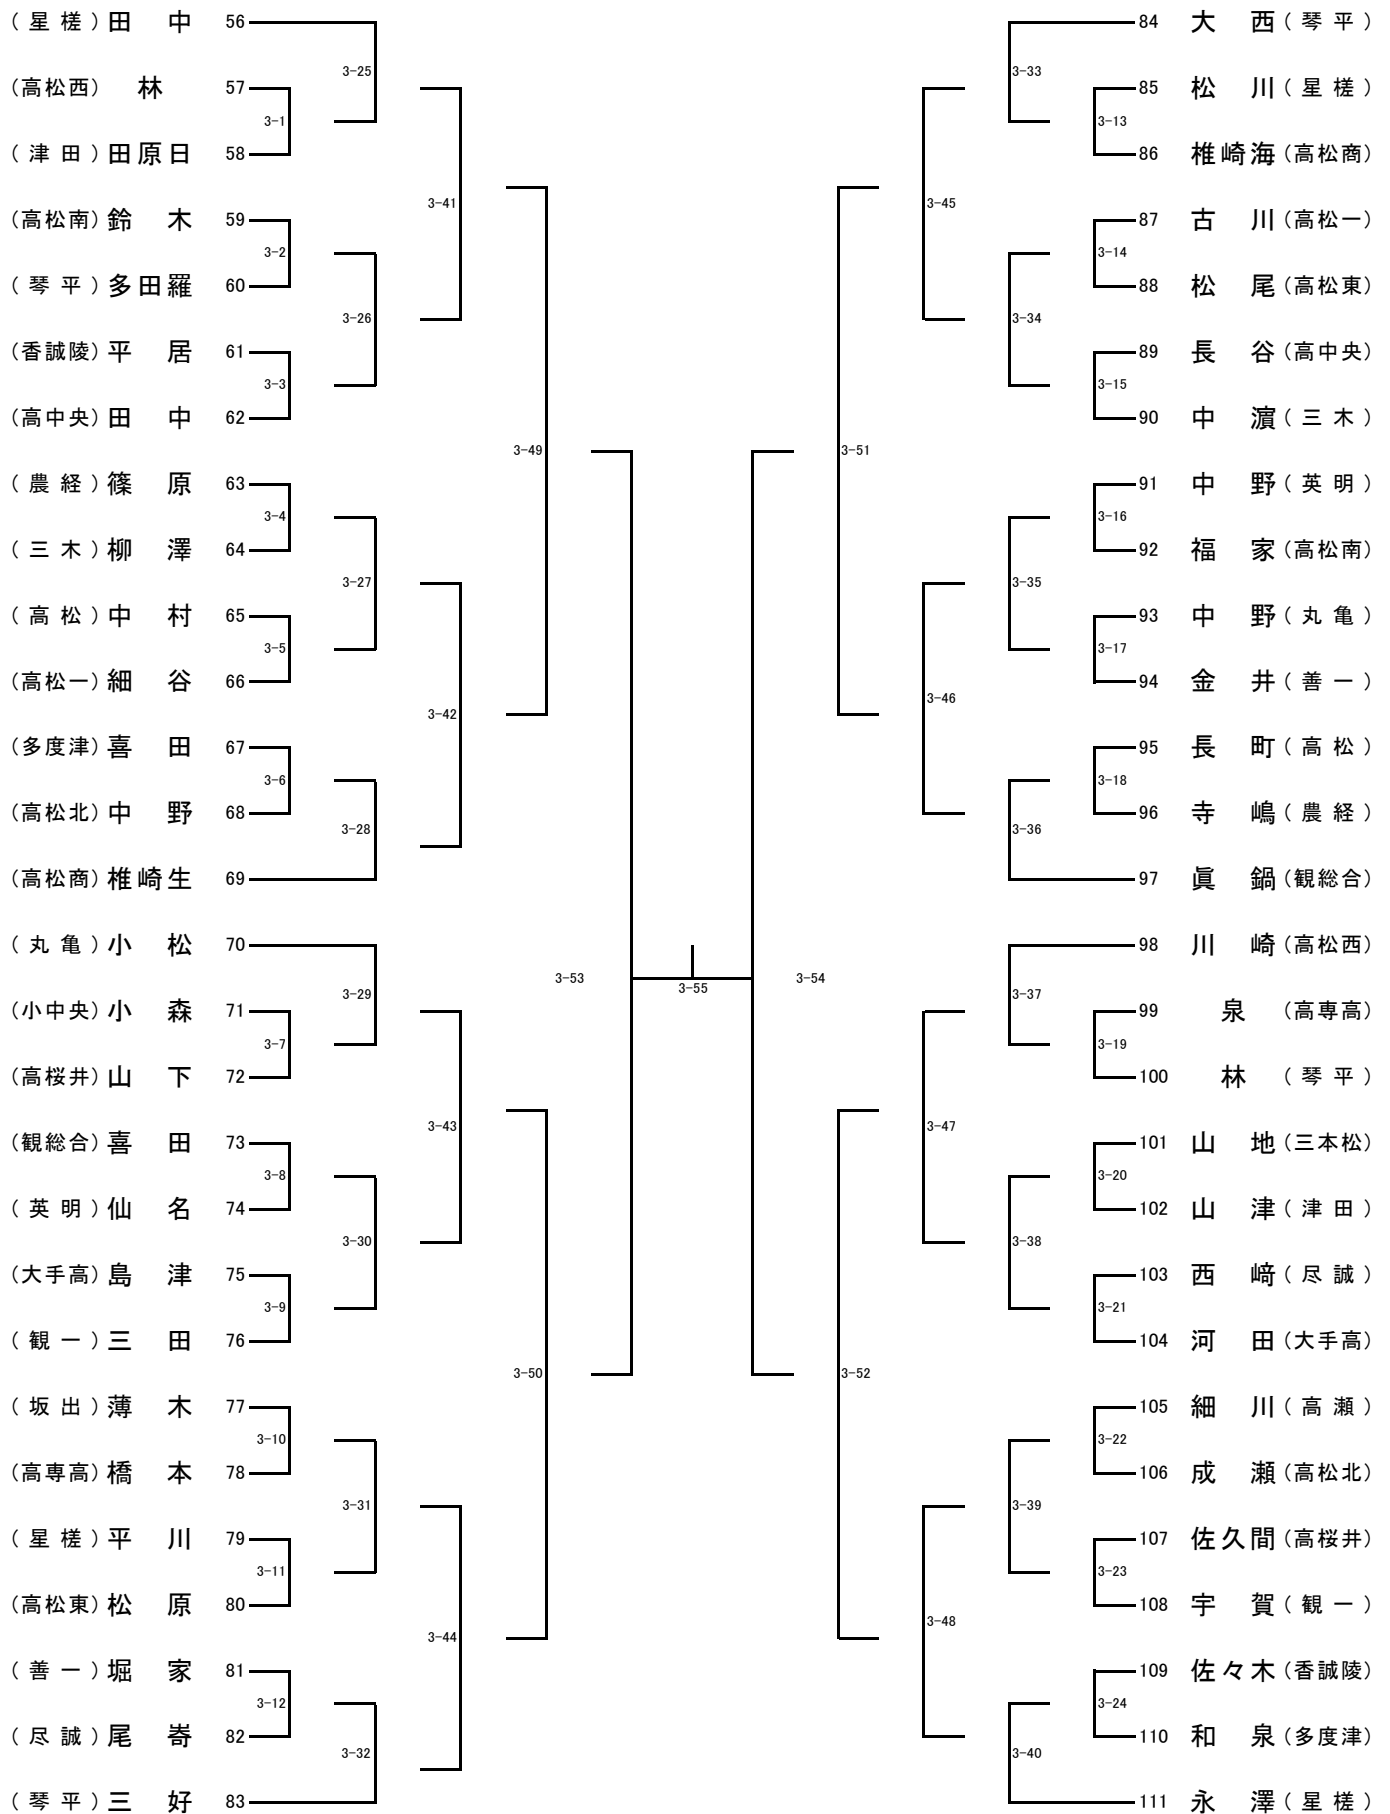 (星槎)田中 56 84 大西(琴平)
3-25 3-33
(高松西) 林 57 85 松川(星槎)
3-1 3-13
(津田)田原日 58 86 椎崎海(高松商)
3-41 3-45
(高松南)鈴木 59 87 古川(高松一)
3-2 3-14
(琴平)多田羅 60 88 松尾(高松東)
3-26 3-34
(香誠陵)平居 61 89 長谷(高中央)
3-3 3-15
(高中央)田中 62 90 中濵(三木)
3-49 3-51
(農経)篠原 63 91 中野(英明)
3-4 3-16
(三木)柳澤 64 92 福家(高松南)
3-27 3-35
(高松)中村 65 93 中野(丸亀)
3-5 3-17
(高松一)細谷 66 94 金井(善一)
3-42 3-46
(多度津)喜田 67 95 長町(高松)
3-6 3-18
(高松北)中野 68 96 寺嶋(農経)
3-28 3-36
(高松商)椎崎生 69 97 眞鍋(観総合)
(丸亀)小松 70 98 川崎(高松西)
3-53 3-55 3-54
3-29 3-37
(小中央)小森 71 99 泉(高専高)
3-7 3-19
(高桜井)山下 72 100 林(琴平)
3-43 3-47
(観総合)喜田 73 101 山地(三本松)
3-8 3-20
(英明)仙名 74 102 山津(津田)
3-30 3-38
(大手高)島津 75 103 西﨑(尽誠)
3-9 3-21
(観一)三田 76 104 河田(大手高)
3-50 3-52
(坂出)薄木 77 105 細川(高瀬)
3-10 3-22
(高専高)橋本 78 106 成瀬(高松北)
3-31 3-39
(星槎)平川 79 107 佐久間(高桜井)
3-11 3-23
(高松東)松原 80 108 宇賀(観一)
3-44 3-48
(善一)堀家 81 109 佐々木(香誠陵)
3-12 3-24
(尽誠)尾嵜 82 110 和泉(多度津)
3-32 3-40
(琴平)三好 83 111 永澤(星槎)